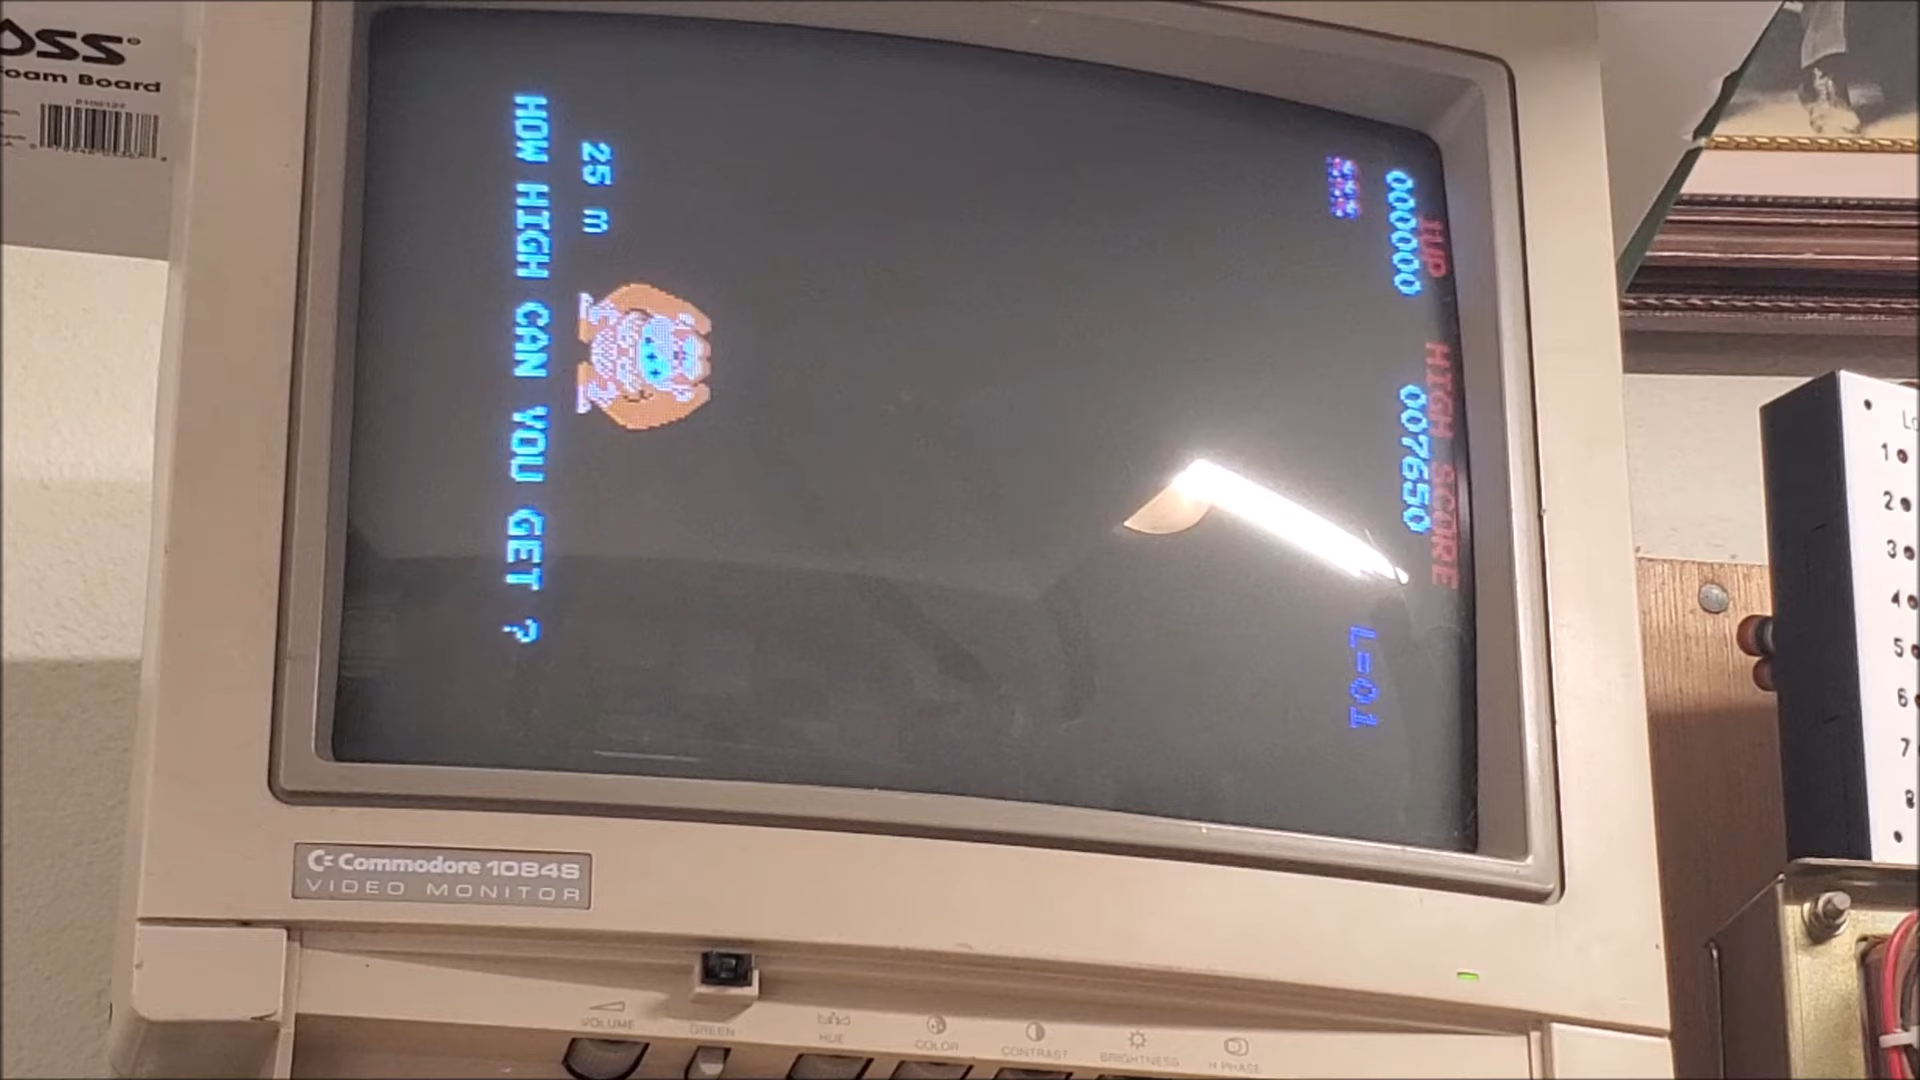 oss®
oam Board
1UP HIGH SCORE
000000 007650
L=01
25 m
HOW HIGH CAN YOU GET ?
Commodore 1084S
VIDEO MONITOR
VOLUME
GREEN
HUE
COLOR
CONTRAST
BRIGHTNESS
H PHASE
1
2
3
4
5
6
7
8